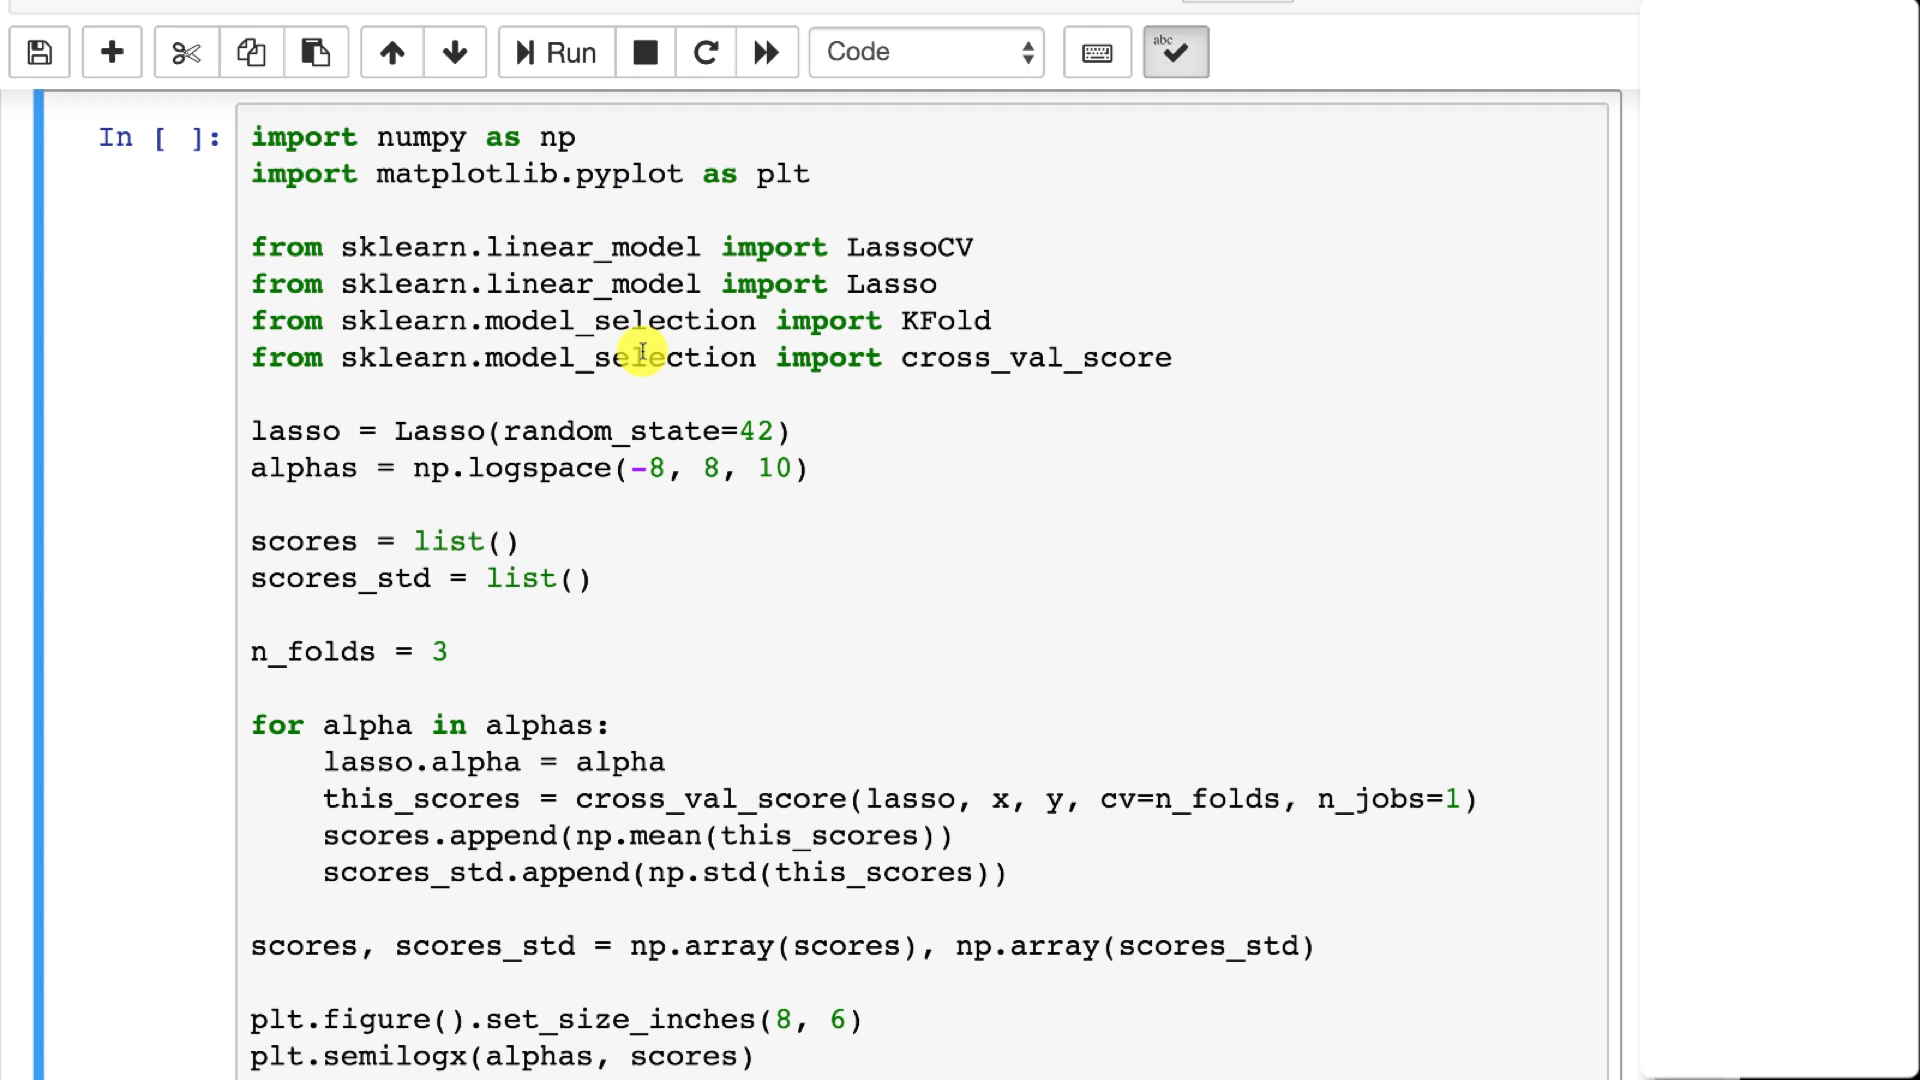 Run
Code
abc
In [ ]:
import numpy as np
import matplotlib.pyplot as plt
from sklearn.linear_model import LassoCV
from sklearn.linear_model import Lasso
from sklearn.model_selection import KFold
from sklearn.model_selection import cross_val_score
lasso = Lasso(random_state=42)
alphas = np.logspace(-8, 8, 10)
scores = list()
scores_std = list()
n_folds = 3
for alpha in alphas:
    lasso.alpha = alpha
    this_scores = cross_val_score(lasso, x, y, cv=n_folds, n_jobs=1)
    scores.append(np.mean(this_scores))
    scores_std.append(np.std(this_scores))
scores, scores_std = np.array(scores), np.array(scores_std)
plt.figure().set_size_inches(8, 6)
plt.semilogx(alphas, scores)